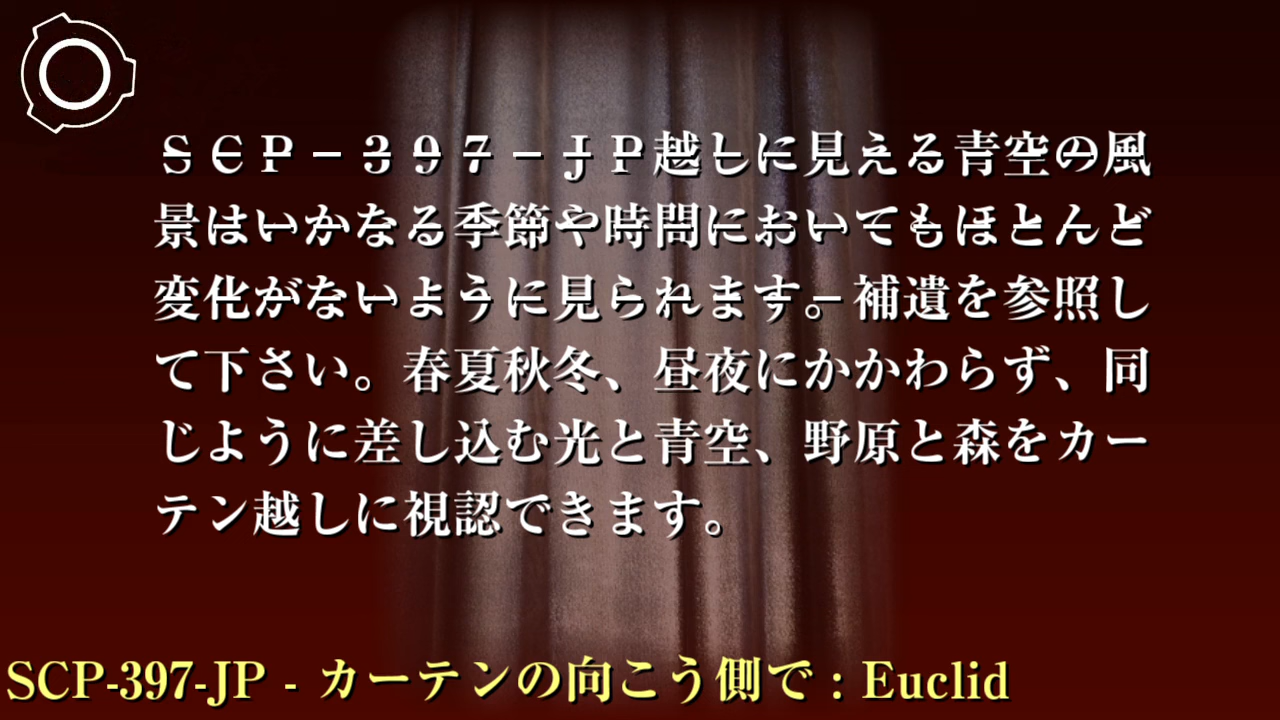 ＳＣＰ－３９７－ＪＰ越しに見える青空の風
景はいかなる季節や時間においてもほとんど
変化がないように見られます。 補遺を参照し
て下さい。春夏秋冬、昼夜にかかわらず、同
じように差し込む光と青空、野原と森をカー
テン越しに視認できます。
SCP-397-JP - カーテンの向こう側で : Euclid